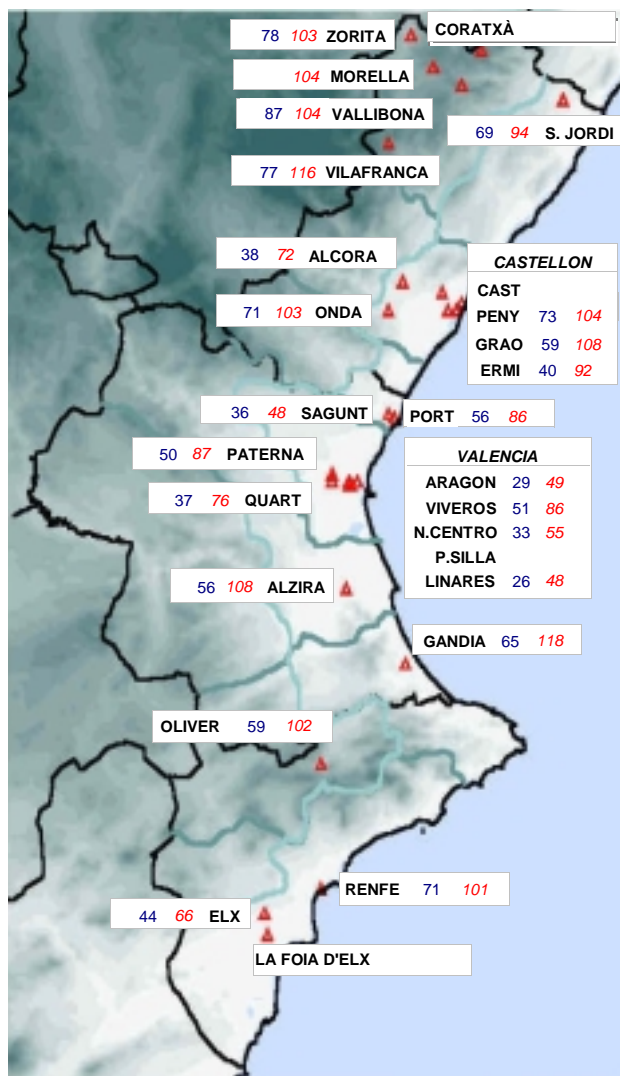 78 103 ZORITA
CORATXÀ
104 MORELLA
87 104 VALLIBONA
69 94 S. JORDI
77 116 VILAFRANCA
38 72 ALCORA
71 103 ONDA
CASTELLON
CAST
PENY 73 104
GRAO 59 108
ERMI 40 92
36 48 SAGUNT
PORT 56 86
50 87 PATERNA
37 76 QUART
VALENCIA
ARAGON 29 49
VIVEROS 51 86
N.CENTRO 33 55
P.SILLA
LINARES 26 48
56 108 ALZIRA
GANDIA 65 118
OLIVER 59 102
RENFE 71 101
44 66 ELX
LA FOIA D'ELX